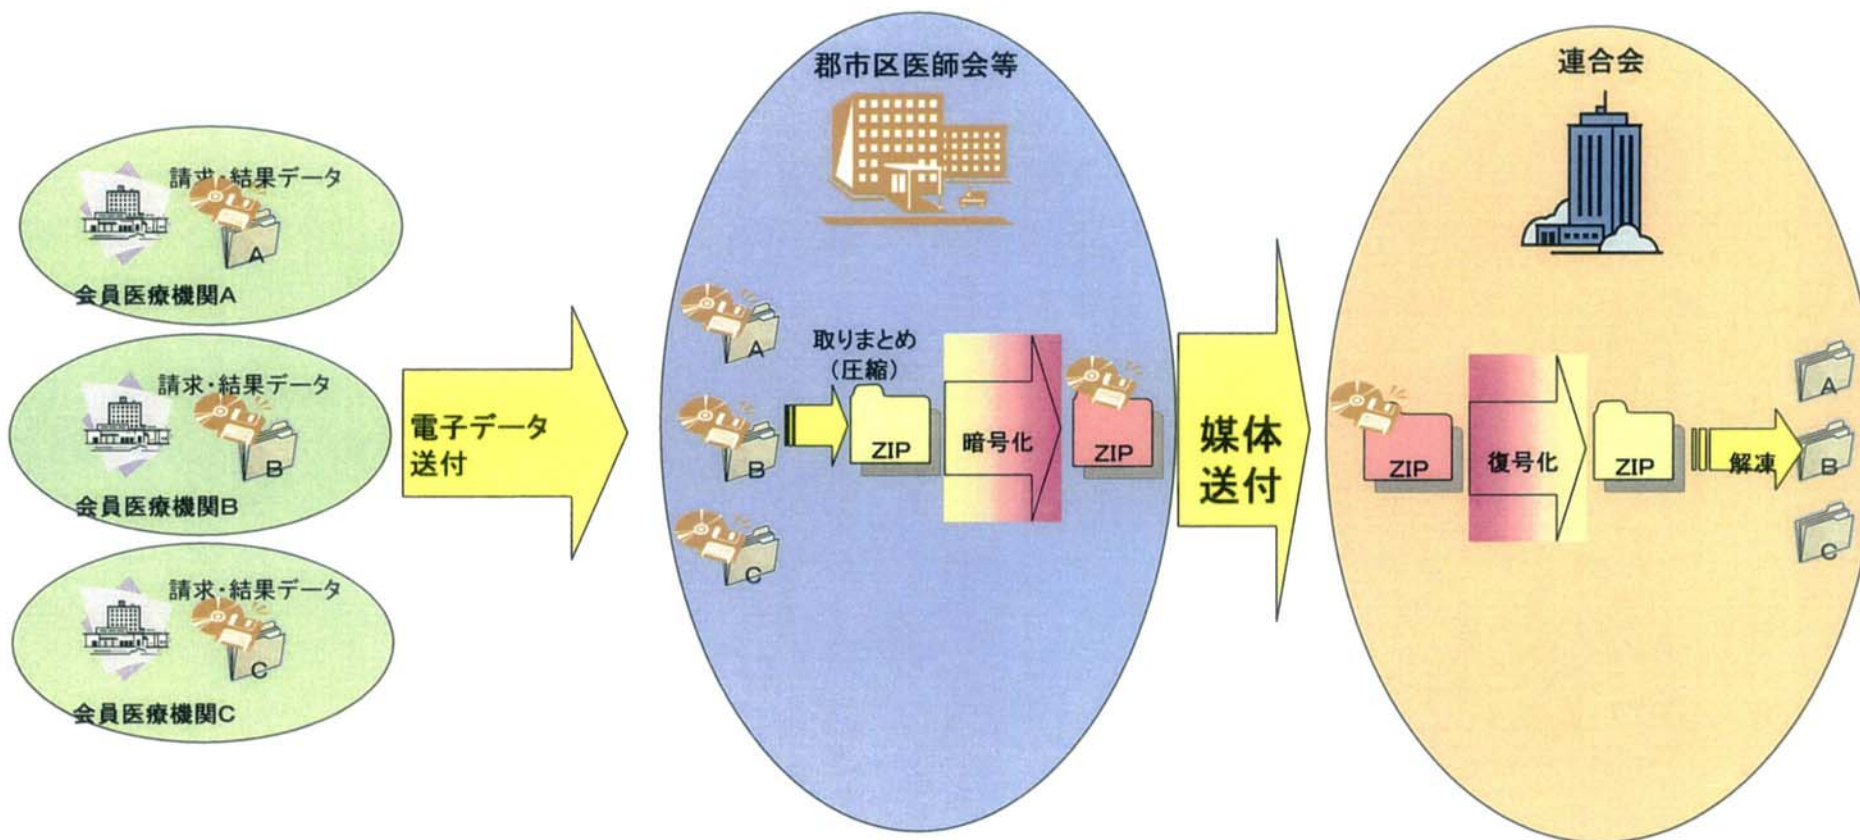 請求・結果データ
A
会員医療機関A
請求・結果データ
B
会員医療機関B
請求・結果データ
C
会員医療機関C
電子データ
送付
郡市区医師会等
A
B
C
取りまとめ
(圧縮)
ZIP
暗号化
ZIP
媒体
送付
連合会
ZIP
復号化
ZIP
解凍
A
B
C